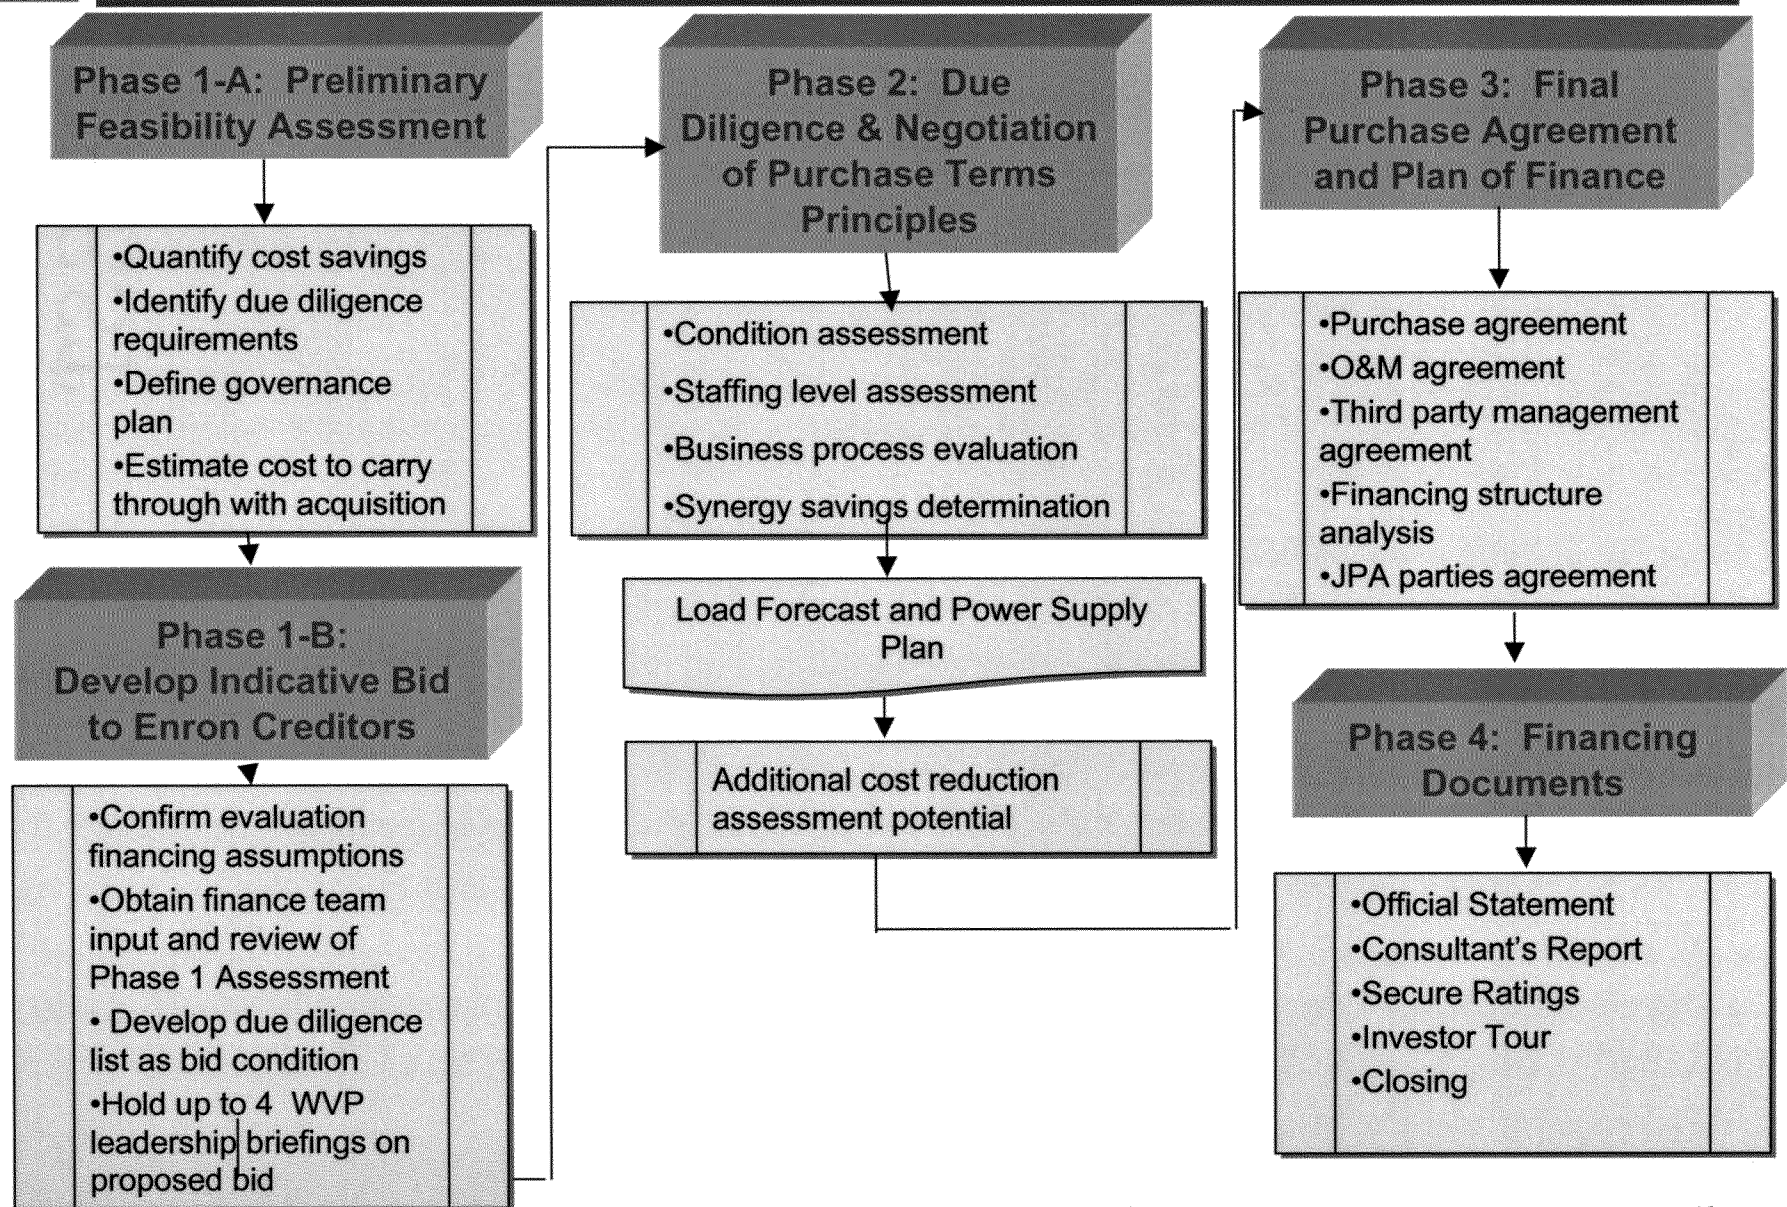 Phase 1-A: Preliminary
Feasibility Assessment
•Quantify cost savings
•Identify due diligence
requirements
•Define governance
plan
•Estimate cost to carry
through with acquisition
Phase 1-B:
Develop Indicative Bid
to Enron Creditors
•Confirm evaluation
financing assumptions
•Obtain finance team
input and review of
Phase 1 Assessment
• Develop due diligence
list as bid condition
•Hold up to 4 WVP
leadership briefings on
proposed bid
Phase 2: Due
Diligence & Negotiation
of Purchase Terms
Principles
•Condition assessment
•Staffing level assessment
•Business process evaluation
•Synergy savings determination
Load Forecast and Power Supply
Plan
Additional cost reduction
assessment potential
Phase 3: Final
Purchase Agreement
and Plan of Finance
•Purchase agreement
•O&M agreement
•Third party management
agreement
•Financing structure
analysis
•JPA parties agreement
Phase 4: Financing
Documents
•Official Statement
•Consultant's Report
•Secure Ratings
•Investor Tour
•Closing